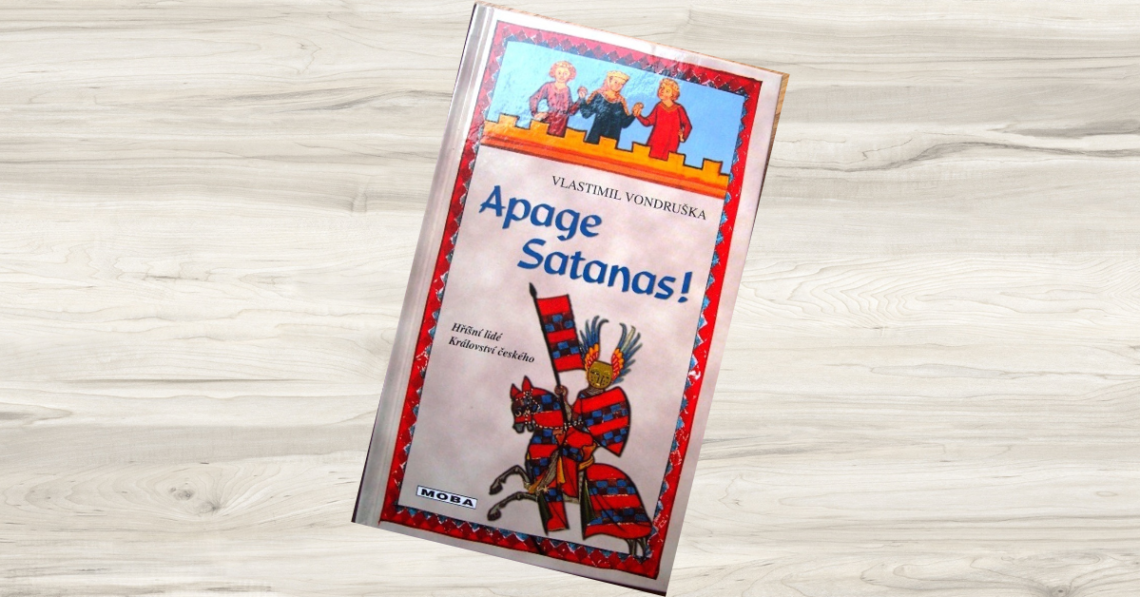 VLASTIMIL VONDRUŠKA
Apage
Satanas!
Hříšní lidé
Království českého
MOBA